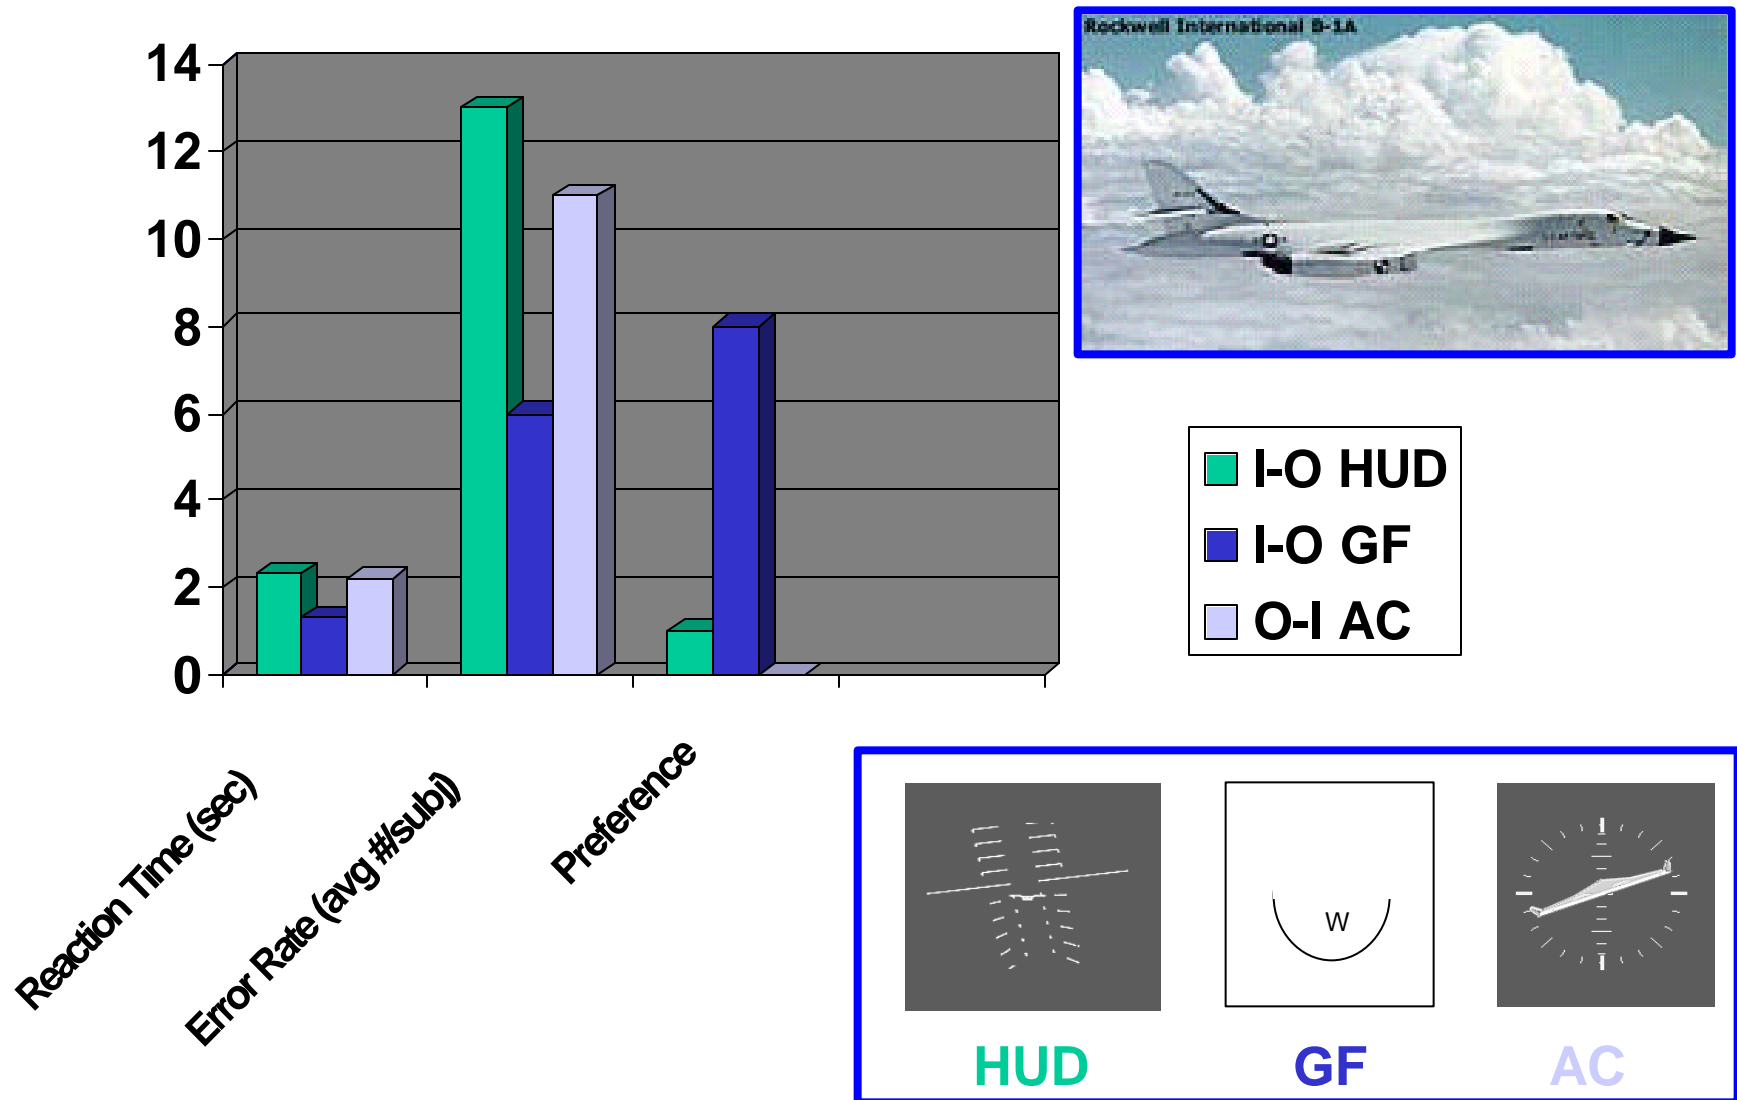 14
12
10
8
6
4
2
0
Reaction Time (sec)
Error Rate (avg #/subj)
Preference
Rockwell International B-1A
I-O HUD
I-O GF
O-I AC
W
HUD
GF
AC